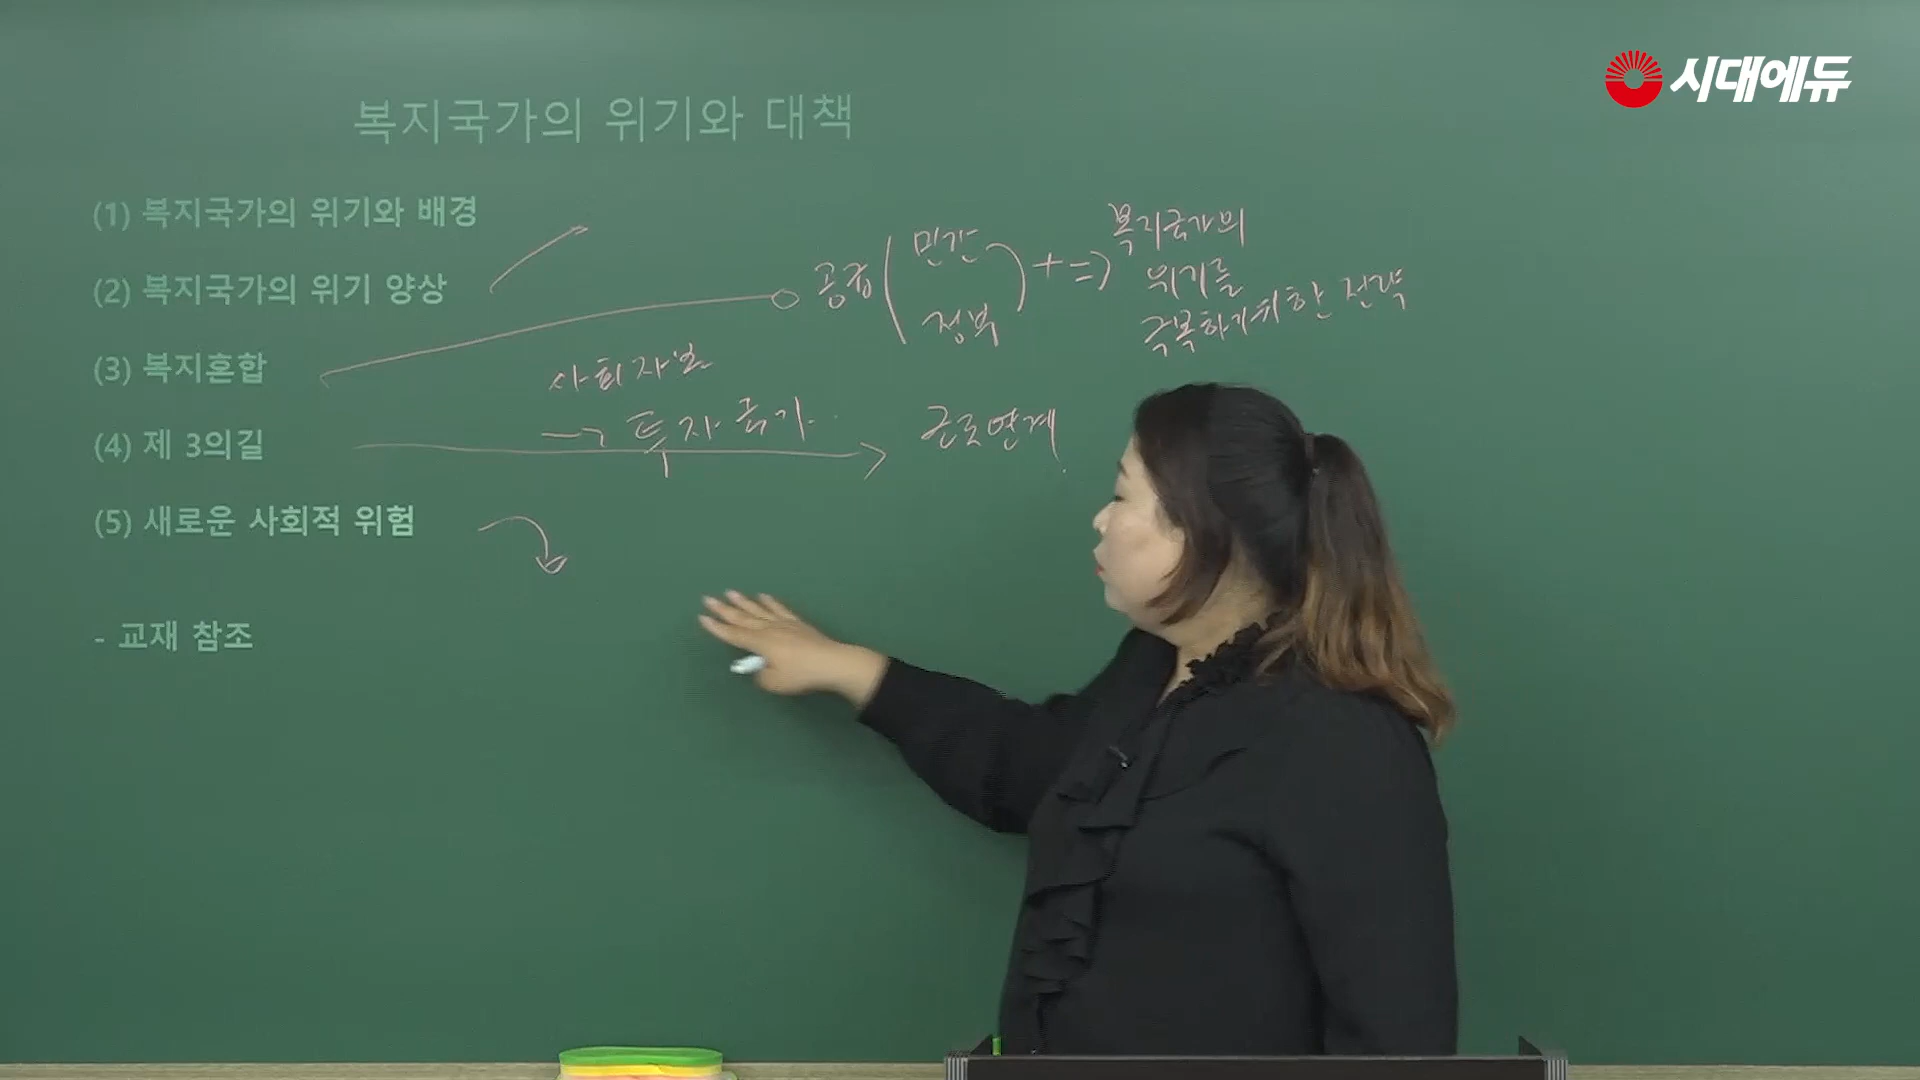 시대에듀
복지국가의 위기와 대책
(1) 복지국가의 위기와 배경
(2) 복지국가의 위기 양상
(3) 복지혼합
(4) 제 3의길
(5) 새로운 사회적 위험
- 교재 참조
공급 ( 민간
정부 ) + ⇒ 복지국가의
위기를
극복하기위한 전략
사회자본
→ 투자국가
근로연계